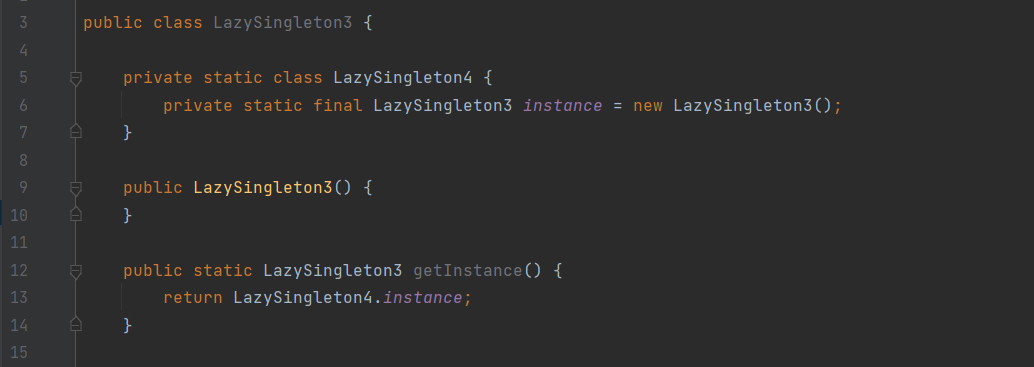 3 public class LazySingleton3 {
4
5     private static class LazySingleton4 {
6         private static final LazySingleton3 instance = new LazySingleton3();
7     }
8
9     public LazySingleton3() {
10     }
11
12     public static LazySingleton3 getInstance() {
13         return LazySingleton4.instance;
14     }
15